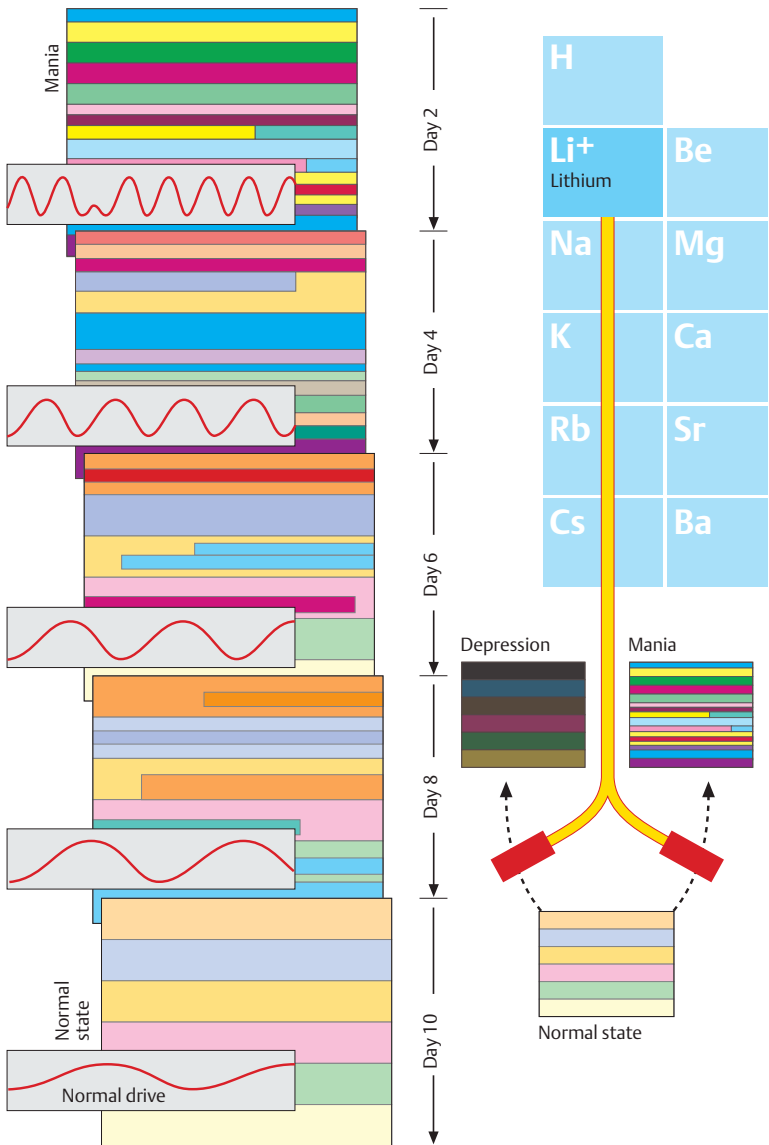 Mania
Day 2
Day 4
Day 6
Day 8
Normal
state
Day 10
Normal drive
H
Li+
Lithium
Be
Na
Mg
K
Ca
Rb
Sr
Cs
Ba
Depression
Mania
Normal state